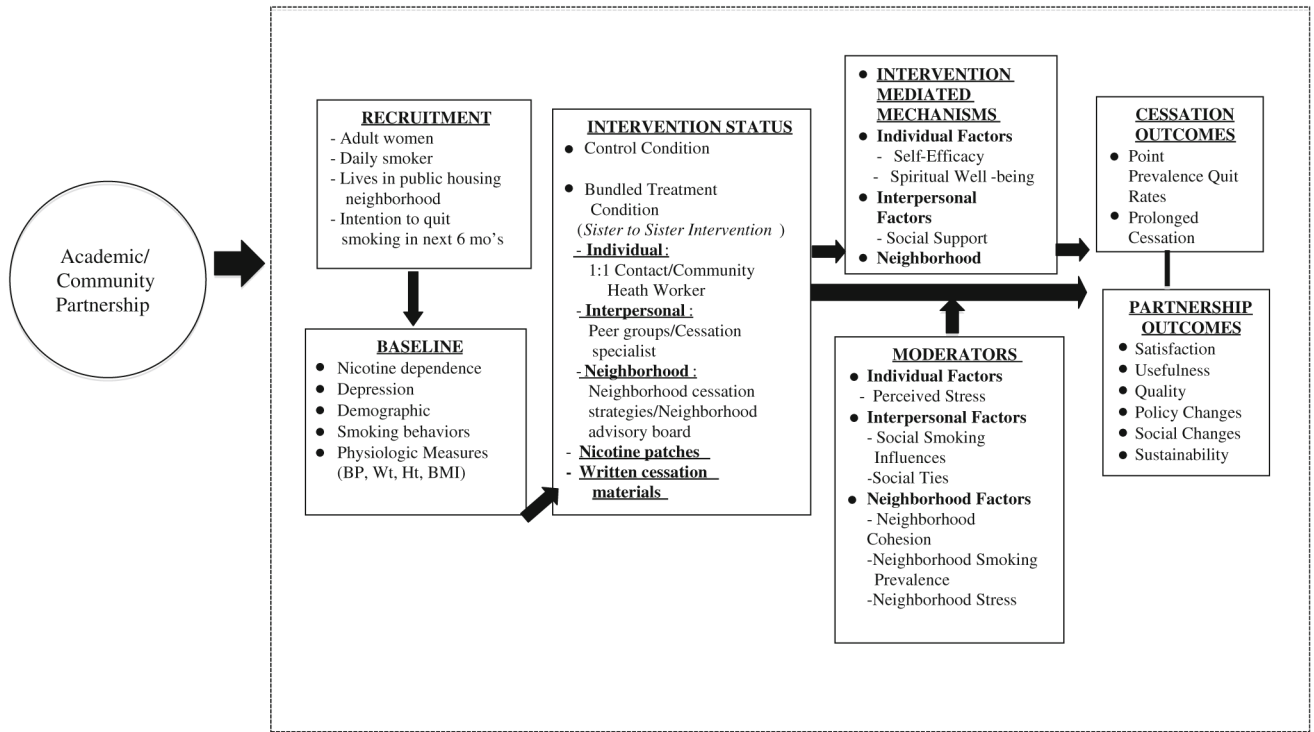 Academic/
Community
Partnership
RECRUITMENT
- Adult women
- Daily smoker
- Lives in public housing
neighborhood
- Intention to quit
smoking in next 6 mo’s
BASELINE
● Nicotine dependence
● Depression
● Demographic
● Smoking behaviors
● Physiologic Measures
(BP, Wt, Ht, BMI)
INTERVENTION STATUS
● Control Condition
● Bundled Treatment
Condition
(Sister to Sister Intervention )
- Individual :
1:1 Contact/Community
Heath Worker
- Interpersonal :
Peer groups/Cessation
specialist
- Neighborhood :
Neighborhood cessation
strategies/Neighborhood
advisory board
- Nicotine patches
- Written cessation
materials
● INTERVENTION
MEDIATED
MECHANISMS
● Individual Factors
- Self-Efficacy
- Spiritual Well -being
● Interpersonal
Factors
- Social Support
● Neighborhood
MODERATORS
● Individual Factors
- Perceived Stress
● Interpersonal Factors
- Social Smoking
Influences
-Social Ties
● Neighborhood Factors
- Neighborhood
Cohesion
-Neighborhood Smoking
Prevalence
-Neighborhood Stress
CESSATION
OUTCOMES
● Point
Prevalence Quit
Rates
● Prolonged
Cessation
PARTNERSHIP
OUTCOMES
● Satisfaction
● Usefulness
● Quality
● Policy Changes
● Social Changes
● Sustainability